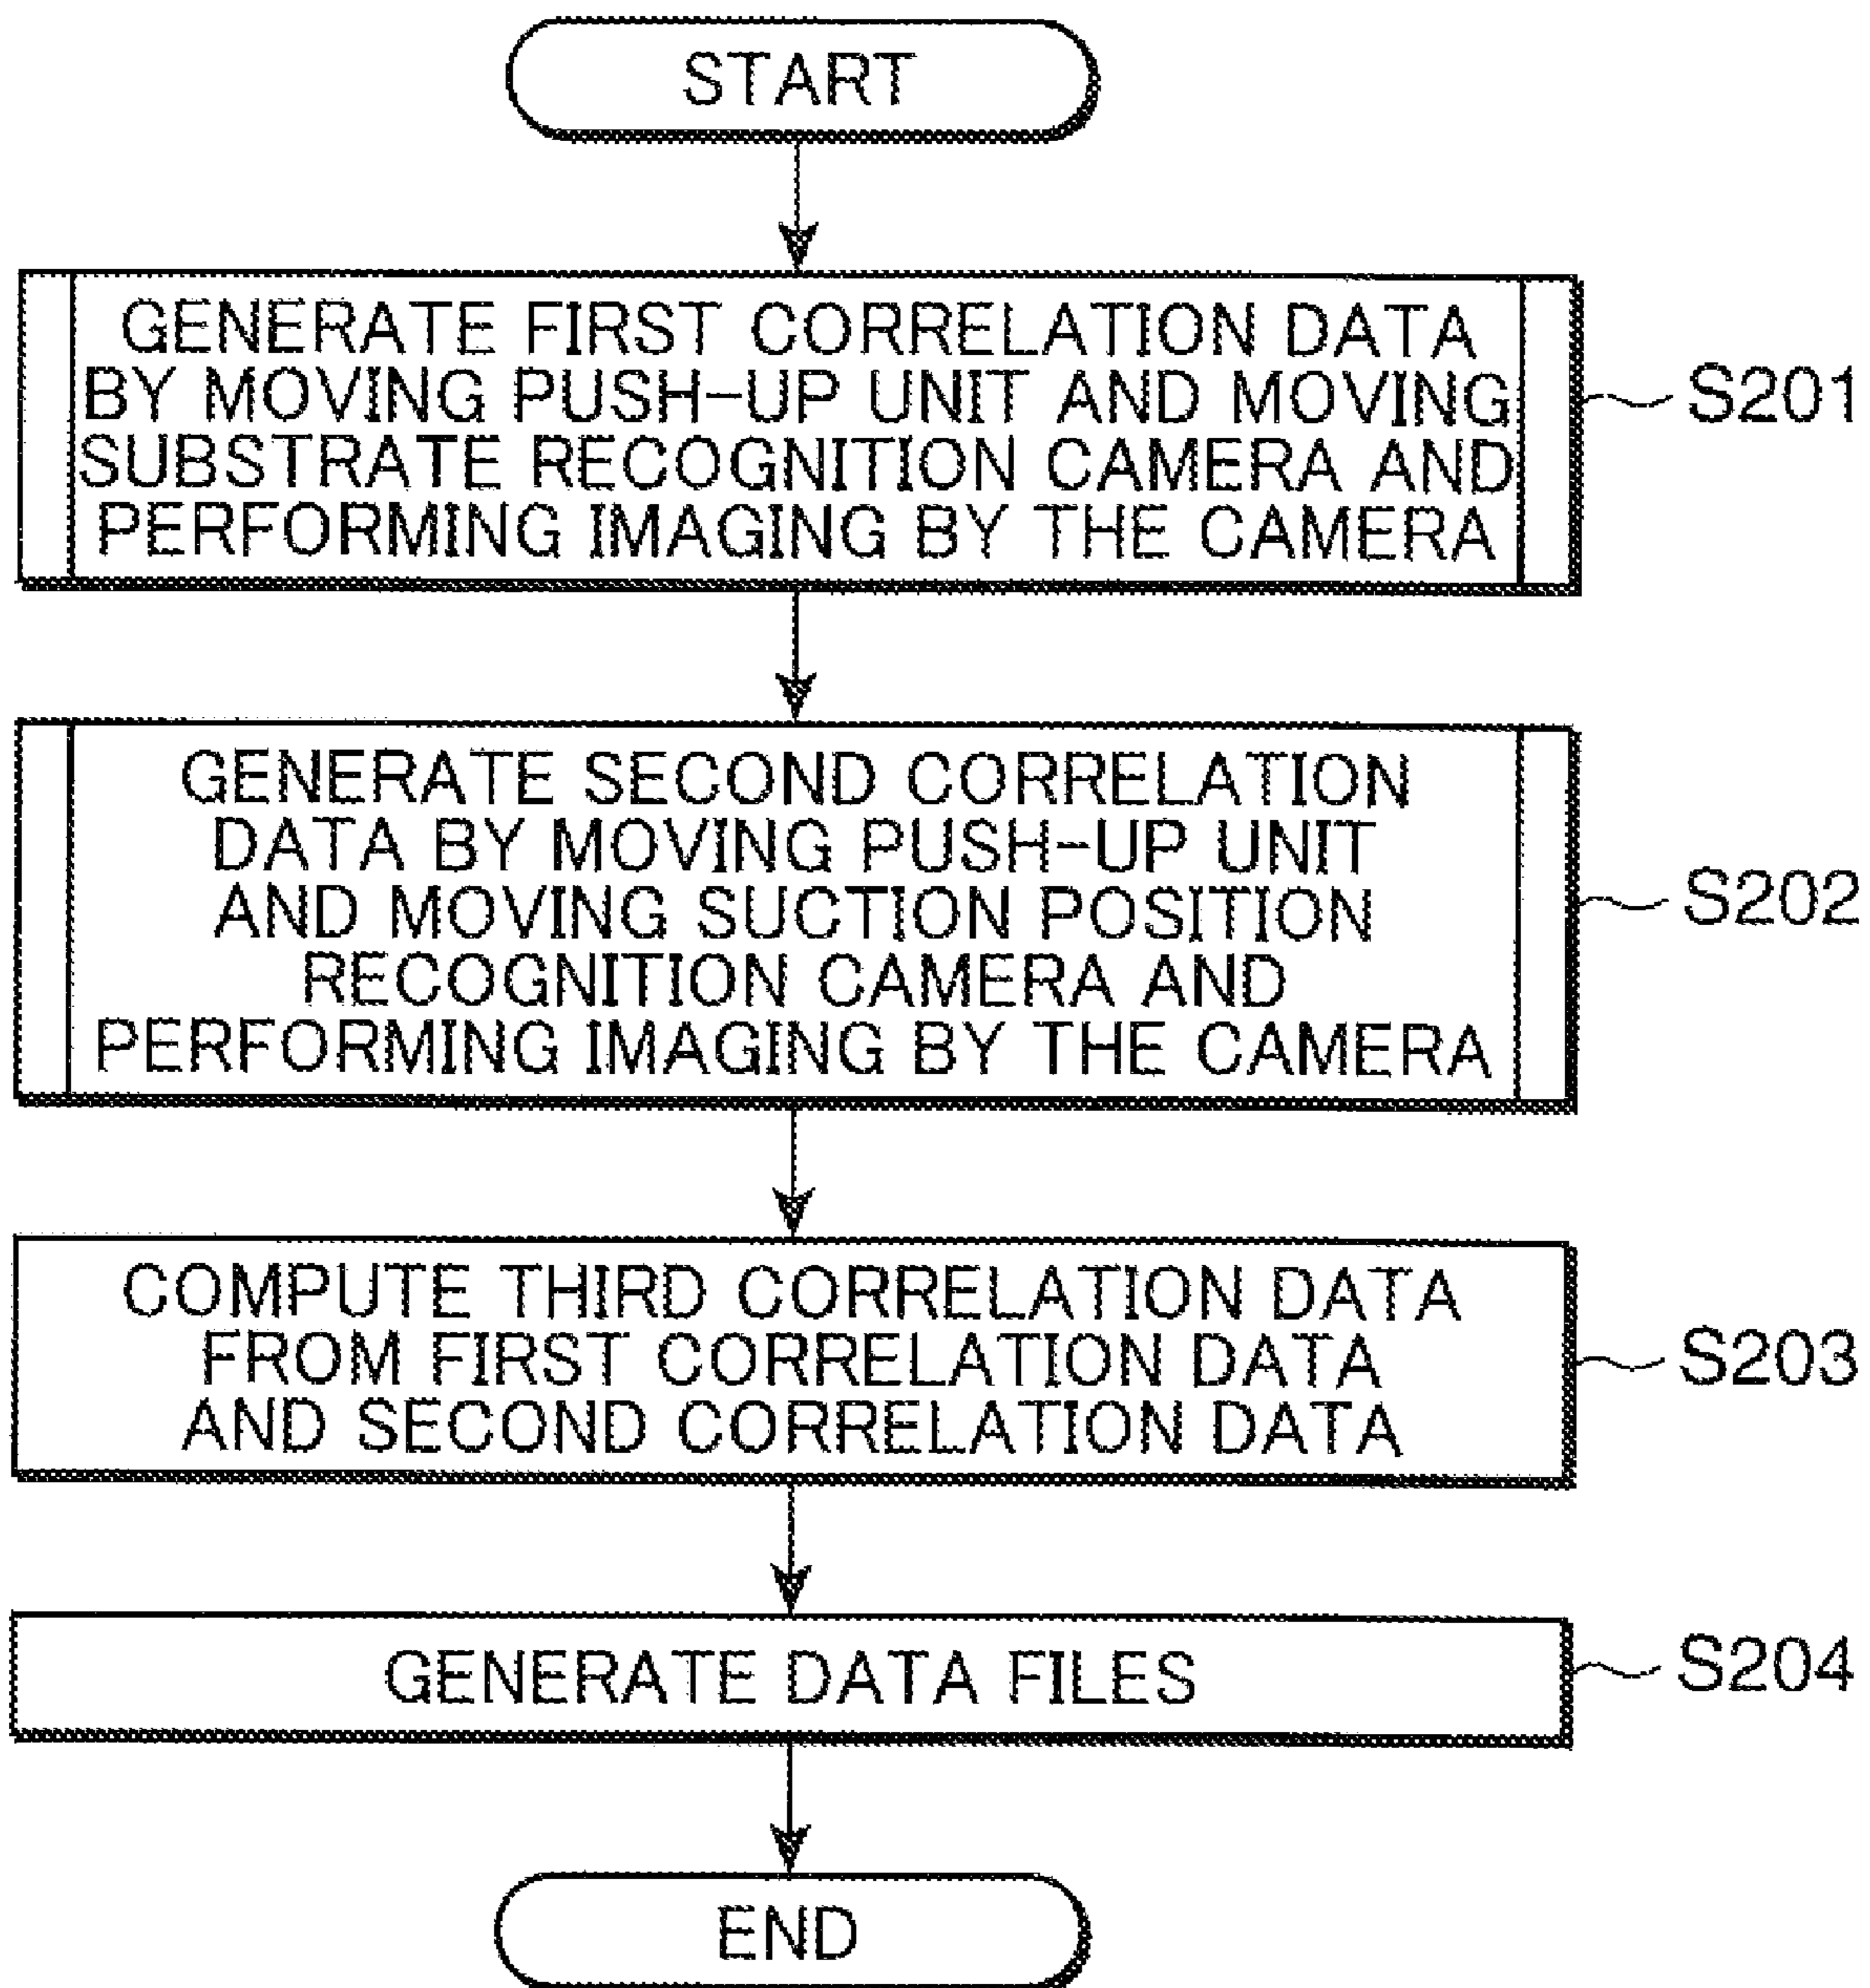 START
GENERATE FIRST CORRELATION DATA
BY MOVING PUSH-UP UNIT AND MOVING
SUBSTRATE RECOGNITION CAMERA AND
PERFORMING IMAGING BY THE CAMERA
S201
GENERATE SECOND CORRELATION
DATA BY MOVING PUSH-UP UNIT
AND MOVING SUCTION POSITION
RECOGNITION CAMERA AND
PERFORMING IMAGING BY THE CAMERA
S202
COMPUTE THIRD CORRELATION DATA
FROM FIRST CORRELATION DATA
AND SECOND CORRELATION DATA
S203
GENERATE DATA FILES
S204
END